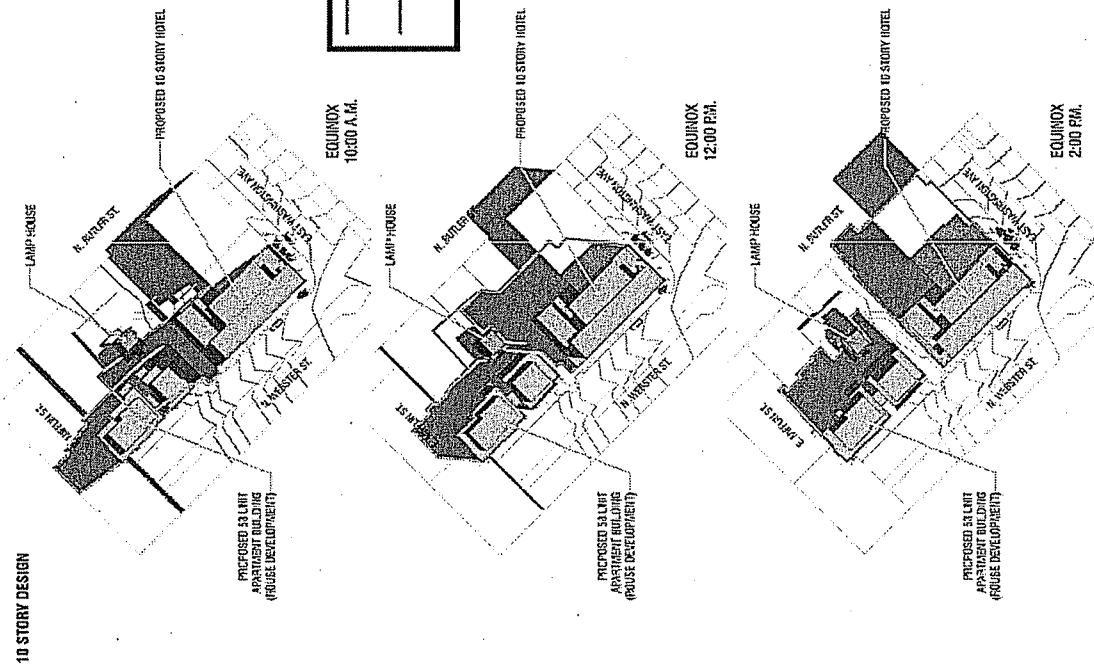 10 STORY DESIGN
LAMP HOUSE
N. BUTLER ST.
PROPOSED 10 STORY HOTEL
EAST WASHINGTON AVE
N. WEBSTER ST.
PROPOSED 53 UNIT
APARTMENT BUILDING
(ROUSE DEVELOPMENT)
EQUINOX
10:00 A.M.
LAMP HOUSE
N. BUTLER
PROPOSED 10 STORY HOTEL
EAST WASHINGTON AVE
N. WEBSTER ST.
PROPOSED 53 UNIT
APARTMENT BUILDING
(ROUSE DEVELOPMENT)
EQUINOX
12:00 P.M.
LAMP HOUSE
N. BUTLER ST.
PROPOSED 10 STORY HOTEL
E. MIFFLIN ST.
EAST WASHINGTON AVE
N. WEBSTER ST.
PROPOSED 53 UNIT
APARTMENT BUILDING
(ROUSE DEVELOPMENT)
EQUINOX
2:00 P.M.